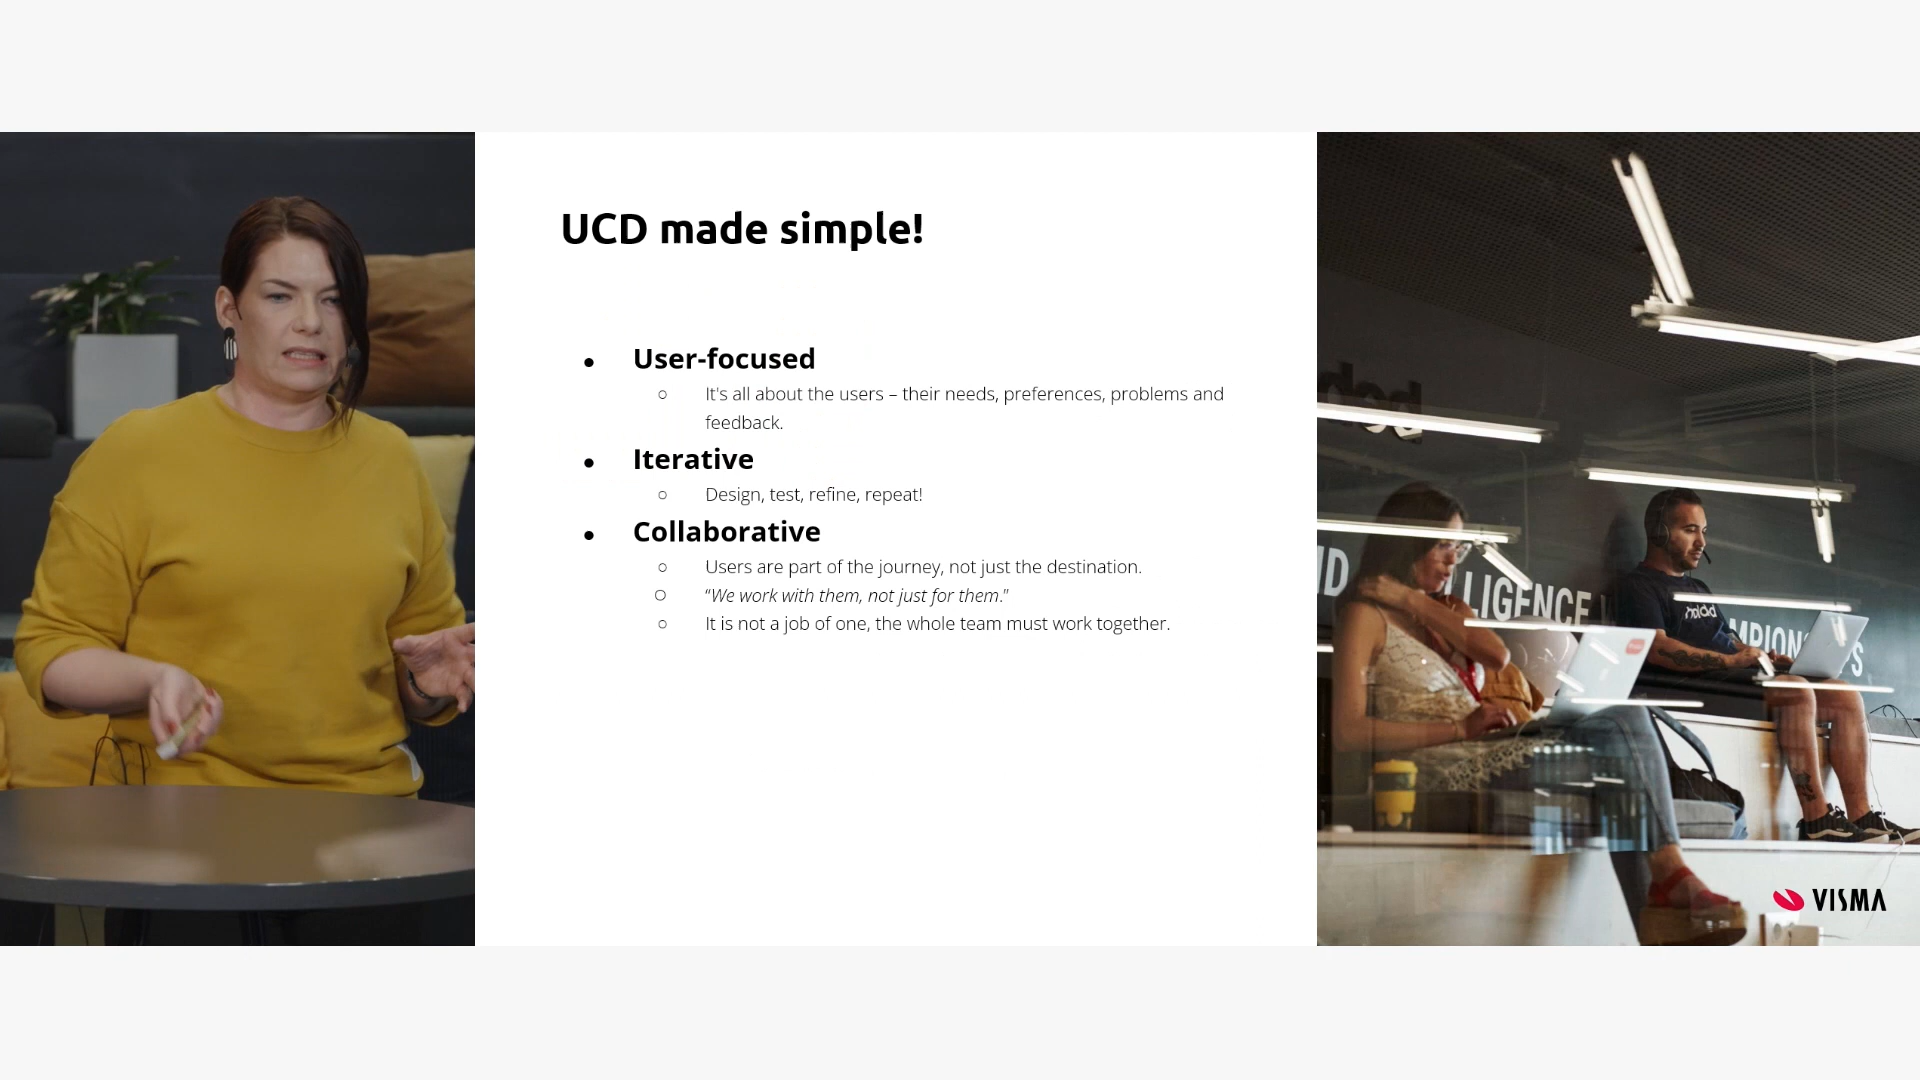 UCD made simple!
● User-focused
○ It's all about the users – their needs, preferences, problems and
feedback.
● Iterative
○ Design, test, refine, repeat!
● Collaborative
○ Users are part of the journey, not just the destination.
○ “We work with them, not just for them.”
○ It is not a job of one, the whole team must work together.
LIGENCE
VISMA